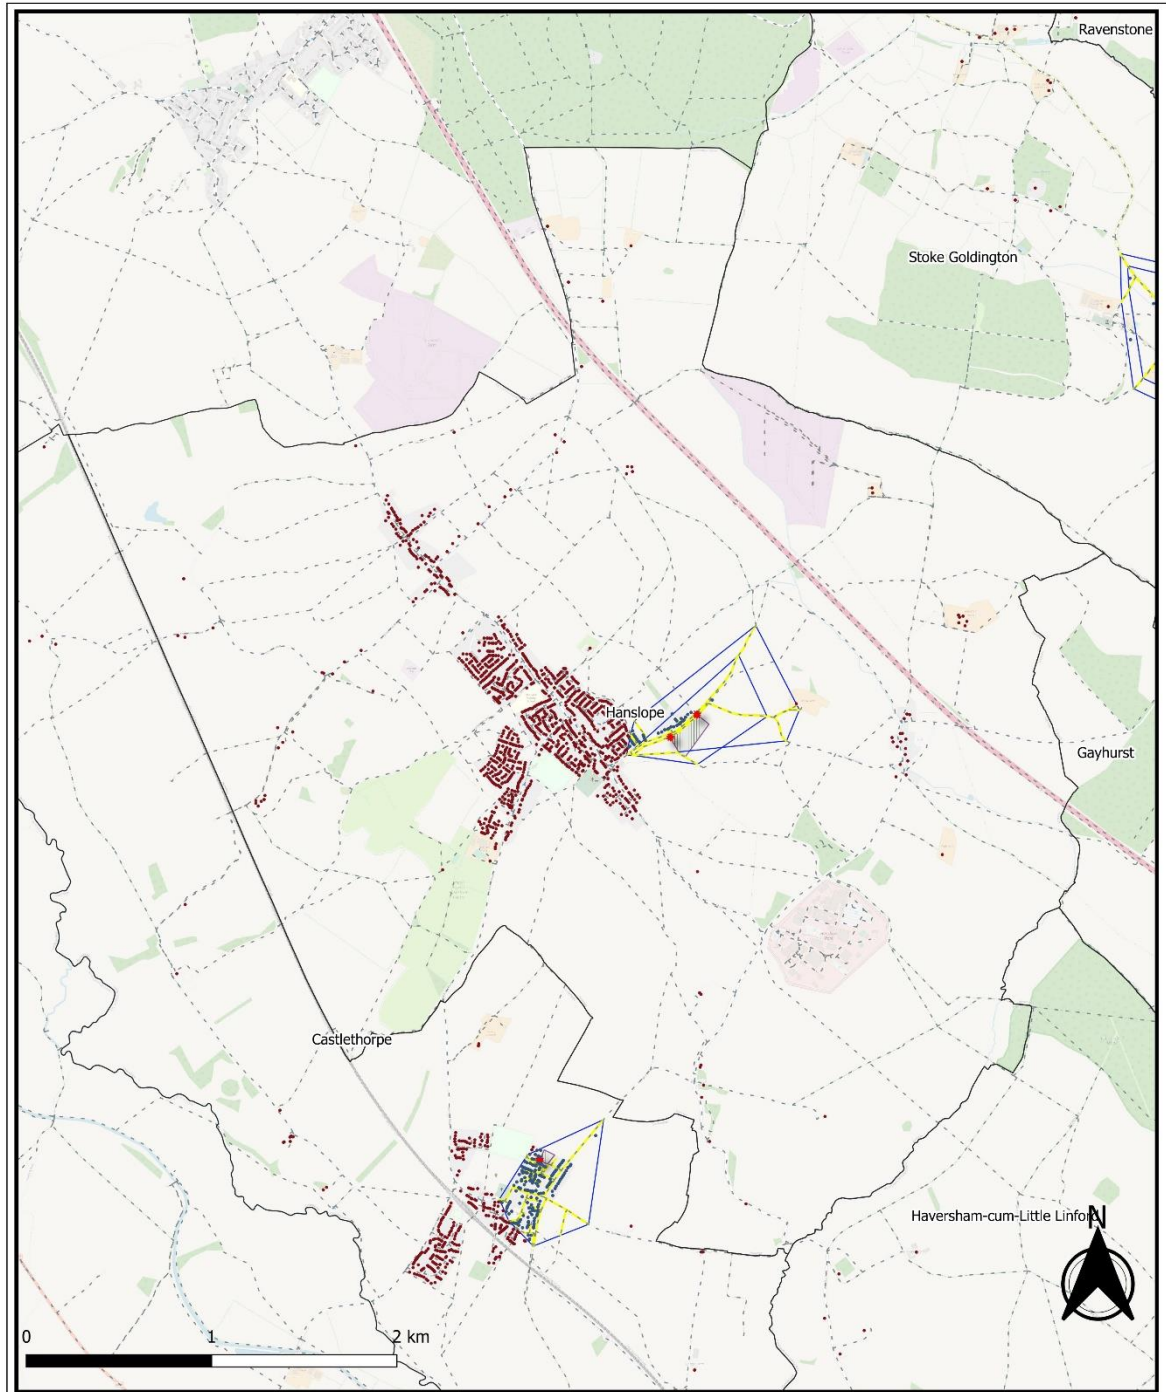 Ravenstone
Stoke Goldington
Hanslope
Gayhurst
Castlethorpe
Haversham-cum-Little Linford
N
0 1 2 km